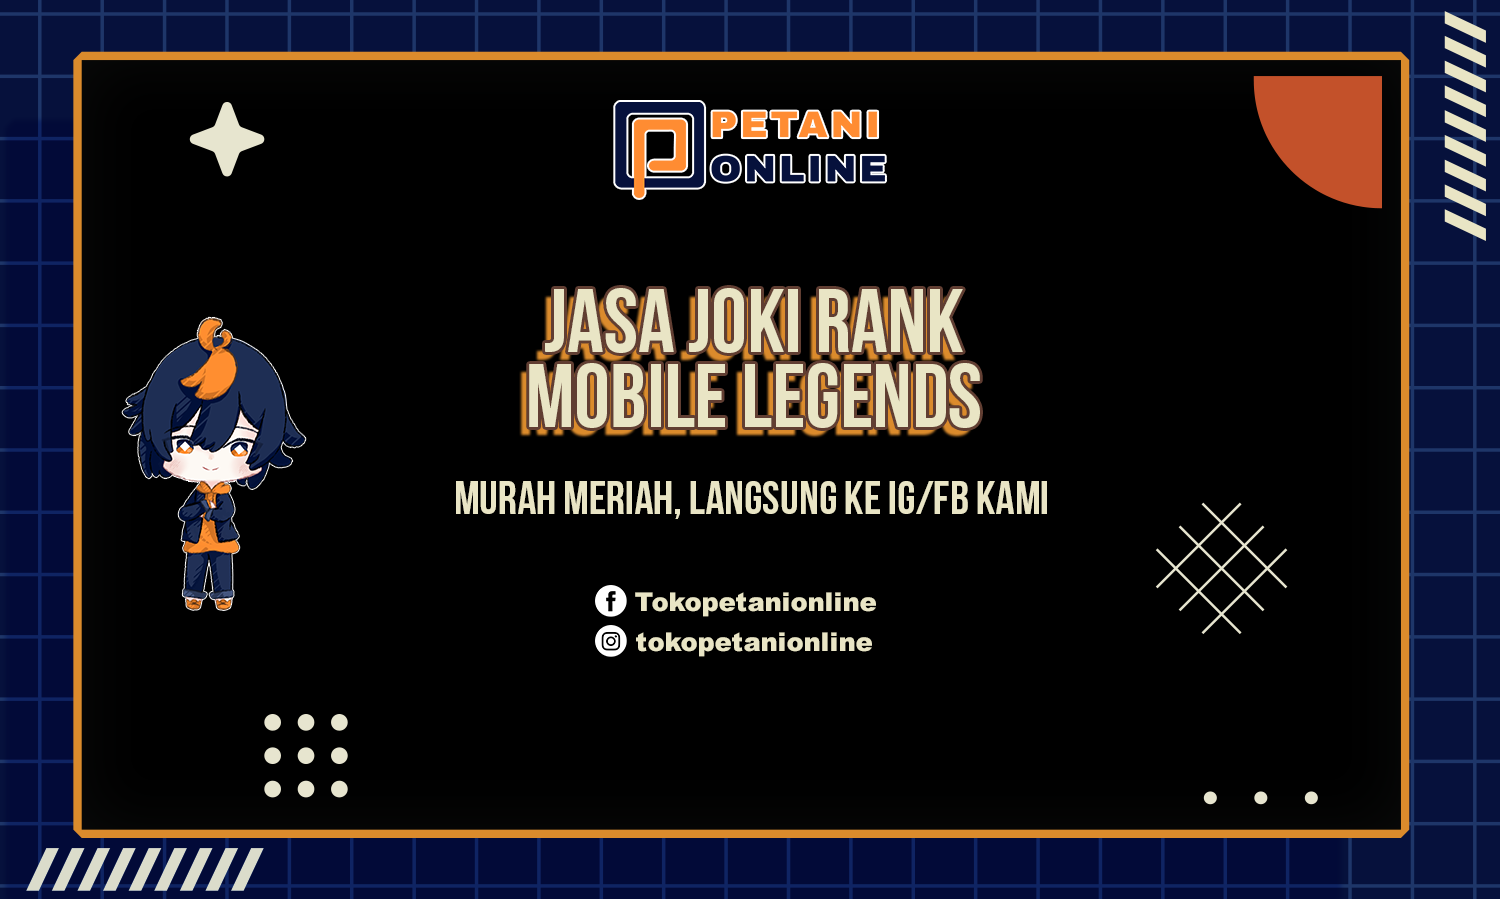 PETANI
ONLINE
JASA JOKI RANK
MOBILE LEGENDS
MURAH MERIAH, LANGSUNG KE IG/FB KAMI
Tokopetanionline
tokopetanionline